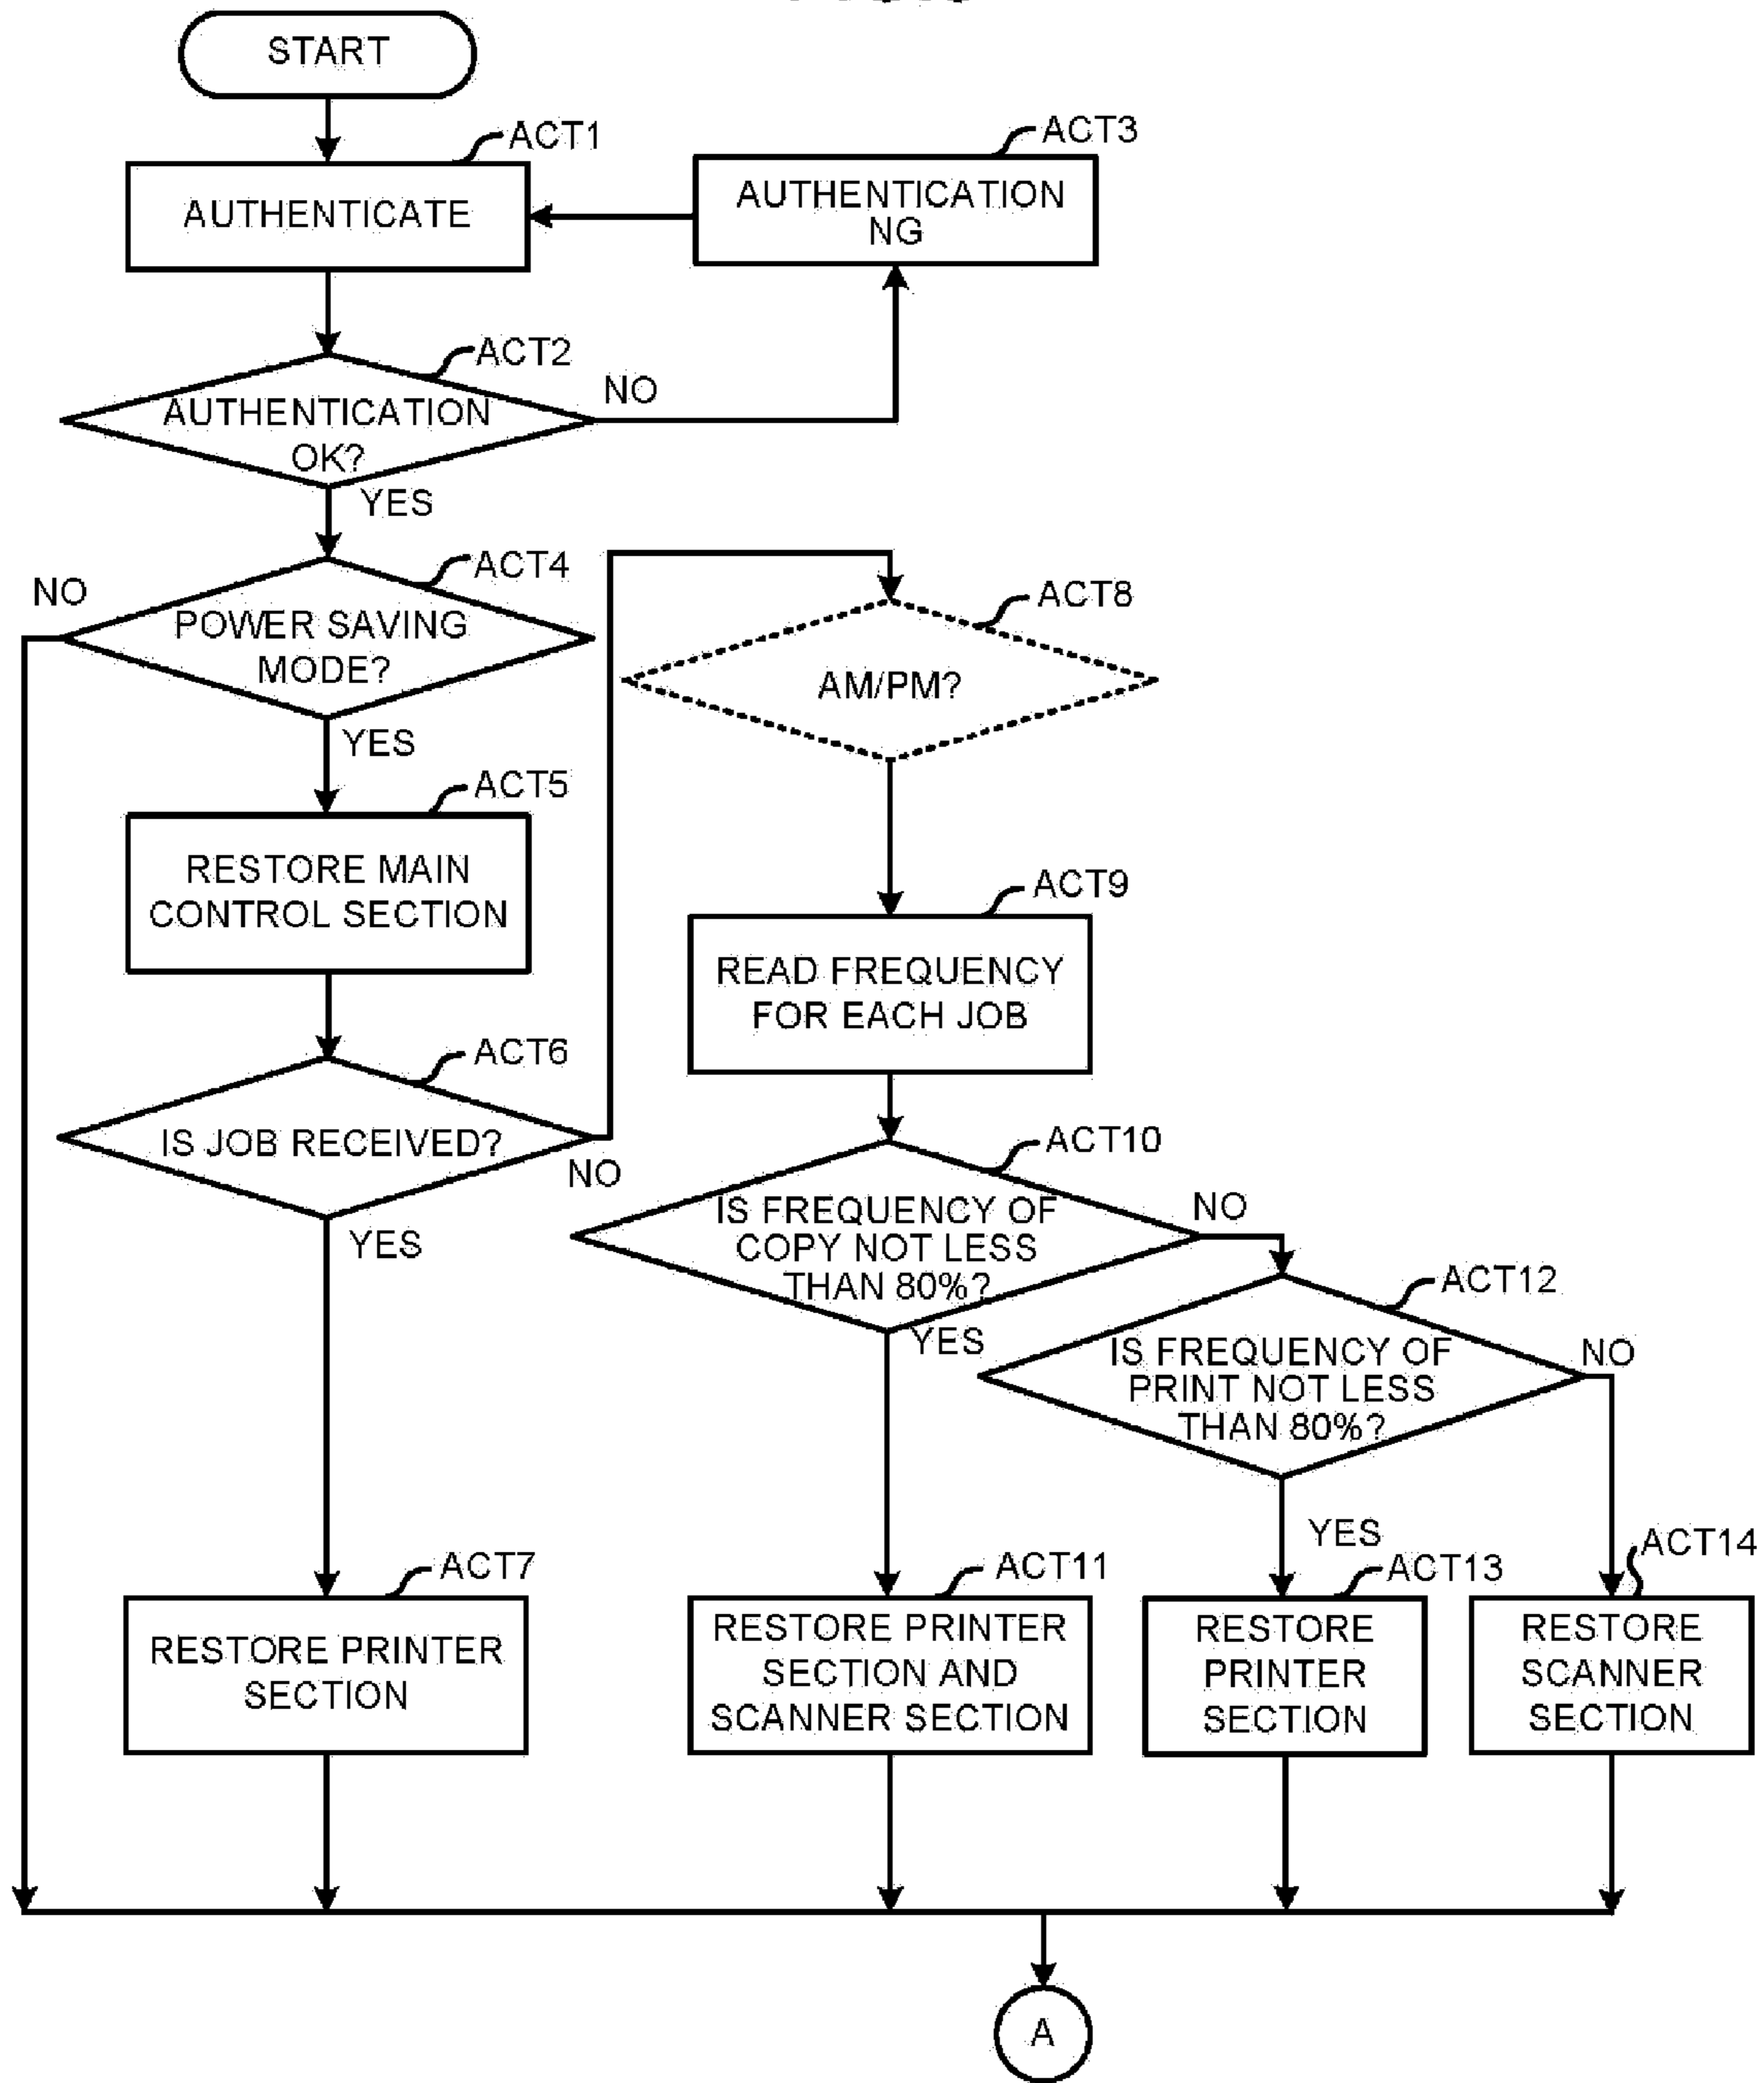 START
ACT1
AUTHENTICATE
ACT3
AUTHENTICATION
NG
ACT2
AUTHENTICATION
OK?
NO
YES
ACT4
NO
POWER SAVING
MODE?
YES
ACT8
AM/PM?
ACT5
RESTORE MAIN
CONTROL SECTION
ACT9
READ FREQUENCY
FOR EACH JOB
ACT6
IS JOB RECEIVED?
NO
YES
ACT10
IS FREQUENCY OF
COPY NOT LESS
THAN 80%?
NO
YES
ACT12
IS FREQUENCY OF
PRINT NOT LESS
THAN 80%?
NO
YES
ACT7
RESTORE PRINTER
SECTION
ACT11
RESTORE PRINTER
SECTION AND
SCANNER SECTION
ACT13
RESTORE
PRINTER
SECTION
ACT14
RESTORE
SCANNER
SECTION
A